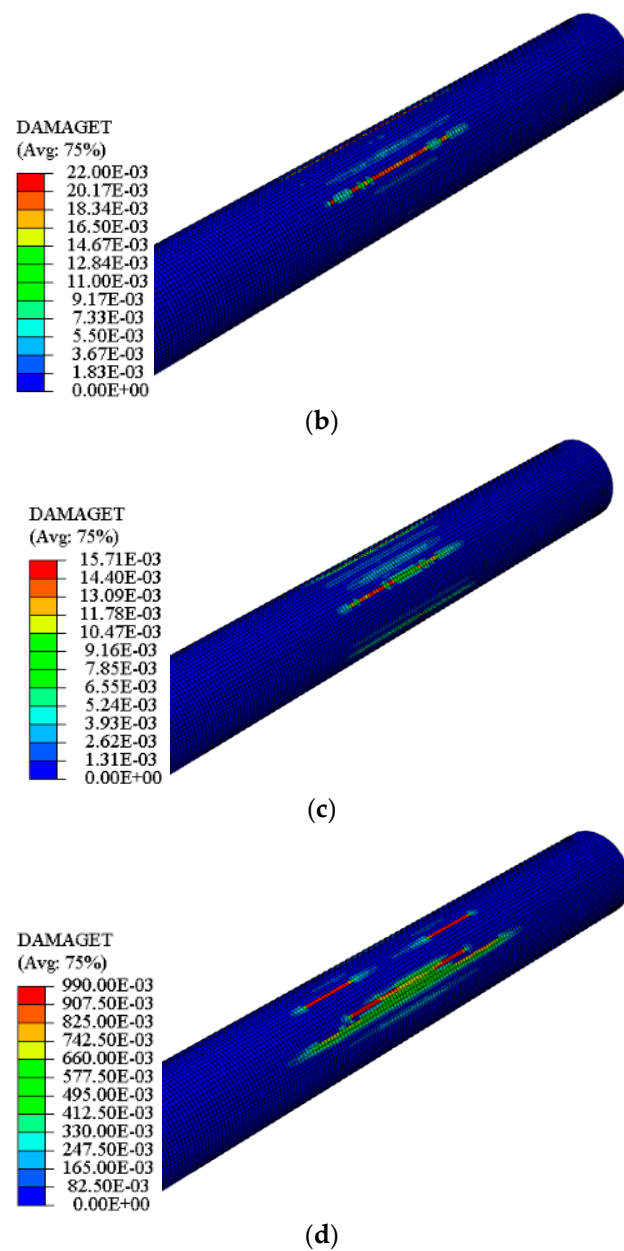 DAMAGET
(Avg: 75%)
22.00E-03
20.17E-03
18.34E-03
16.50E-03
14.67E-03
12.84E-03
11.00E-03
9.17E-03
7.33E-03
5.50E-03
3.67E-03
1.83E-03
0.00E+00
(b)
DAMAGET
(Avg: 75%)
15.71E-03
14.40E-03
13.09E-03
11.78E-03
10.47E-03
9.16E-03
7.85E-03
6.55E-03
5.24E-03
3.93E-03
2.62E-03
1.31E-03
0.00E+00
(c)
DAMAGET
(Avg: 75%)
990.00E-03
907.50E-03
825.00E-03
742.50E-03
660.00E-03
577.50E-03
495.00E-03
412.50E-03
330.00E-03
247.50E-03
165.00E-03
82.50E-03
0.00E+00
(d)